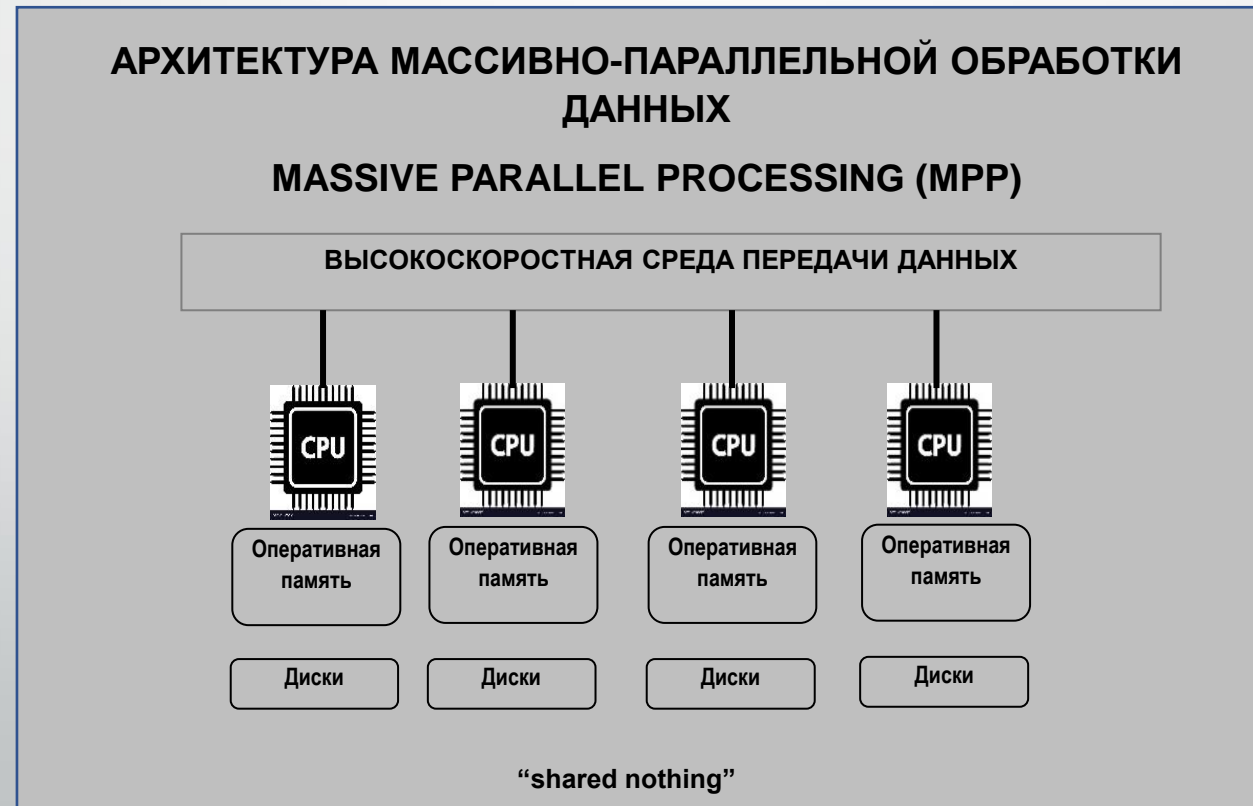 АРХИТЕКТУРА МАССИВНО-ПАРАЛЛЕЛЬНОЙ ОБРАБОТКИ
ДАННЫХ
MASSIVE PARALLEL PROCESSING (MPP)
ВЫСОКОСКОРОСТНАЯ СРЕДА ПЕРЕДАЧИ ДАННЫХ
CPU CPU CPU CPU
Оперативная Оперативная Оперативная Оперативная
память память память память
Диски Диски Диски Диски
“shared nothing”